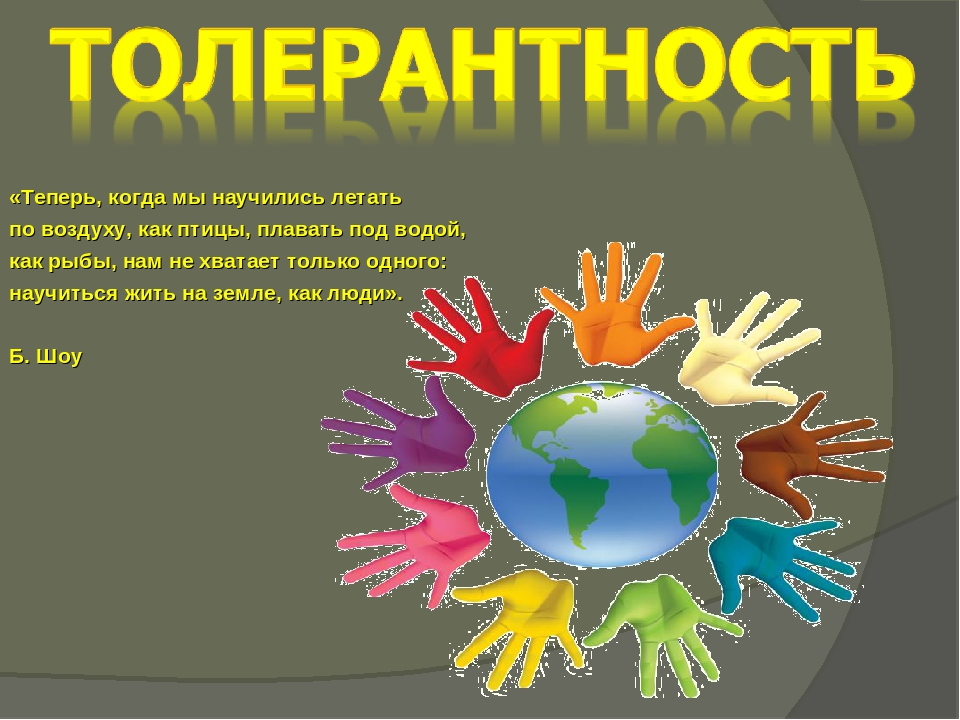 ТОЛЕРАНТНОСТЬ
«Теперь, когда мы научились летать
по воздуху, как птицы, плавать под водой,
как рыбы, нам не хватает только одного:
научиться жить на земле, как люди».
Б. Шоу